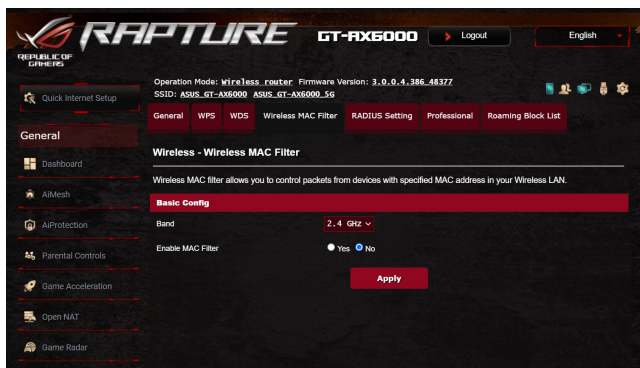 REPUBLIC OF
GAMERS
RAPTURE
GT-AX6000
Logout
English
Quick Internet Setup
General
Dashboard
AiMesh
AiProtection
Parental Controls
Game Acceleration
Open NAT
Game Radar
Operation Mode: Wireless router Firmware Version: 3.0.0.4.386_48377
SSID: ASUS_GT-AX6000 ASUS_GT-AX6000_5G
General WPS WDS Wireless MAC Filter RADIUS Setting Professional Roaming Block List
Wireless - Wireless MAC Filter
Wireless MAC filter allows you to control packets from devices with specified MAC address in your Wireless LAN.
Basic Config
Band 2.4 GHz
Enable MAC Filter Yes No
Apply